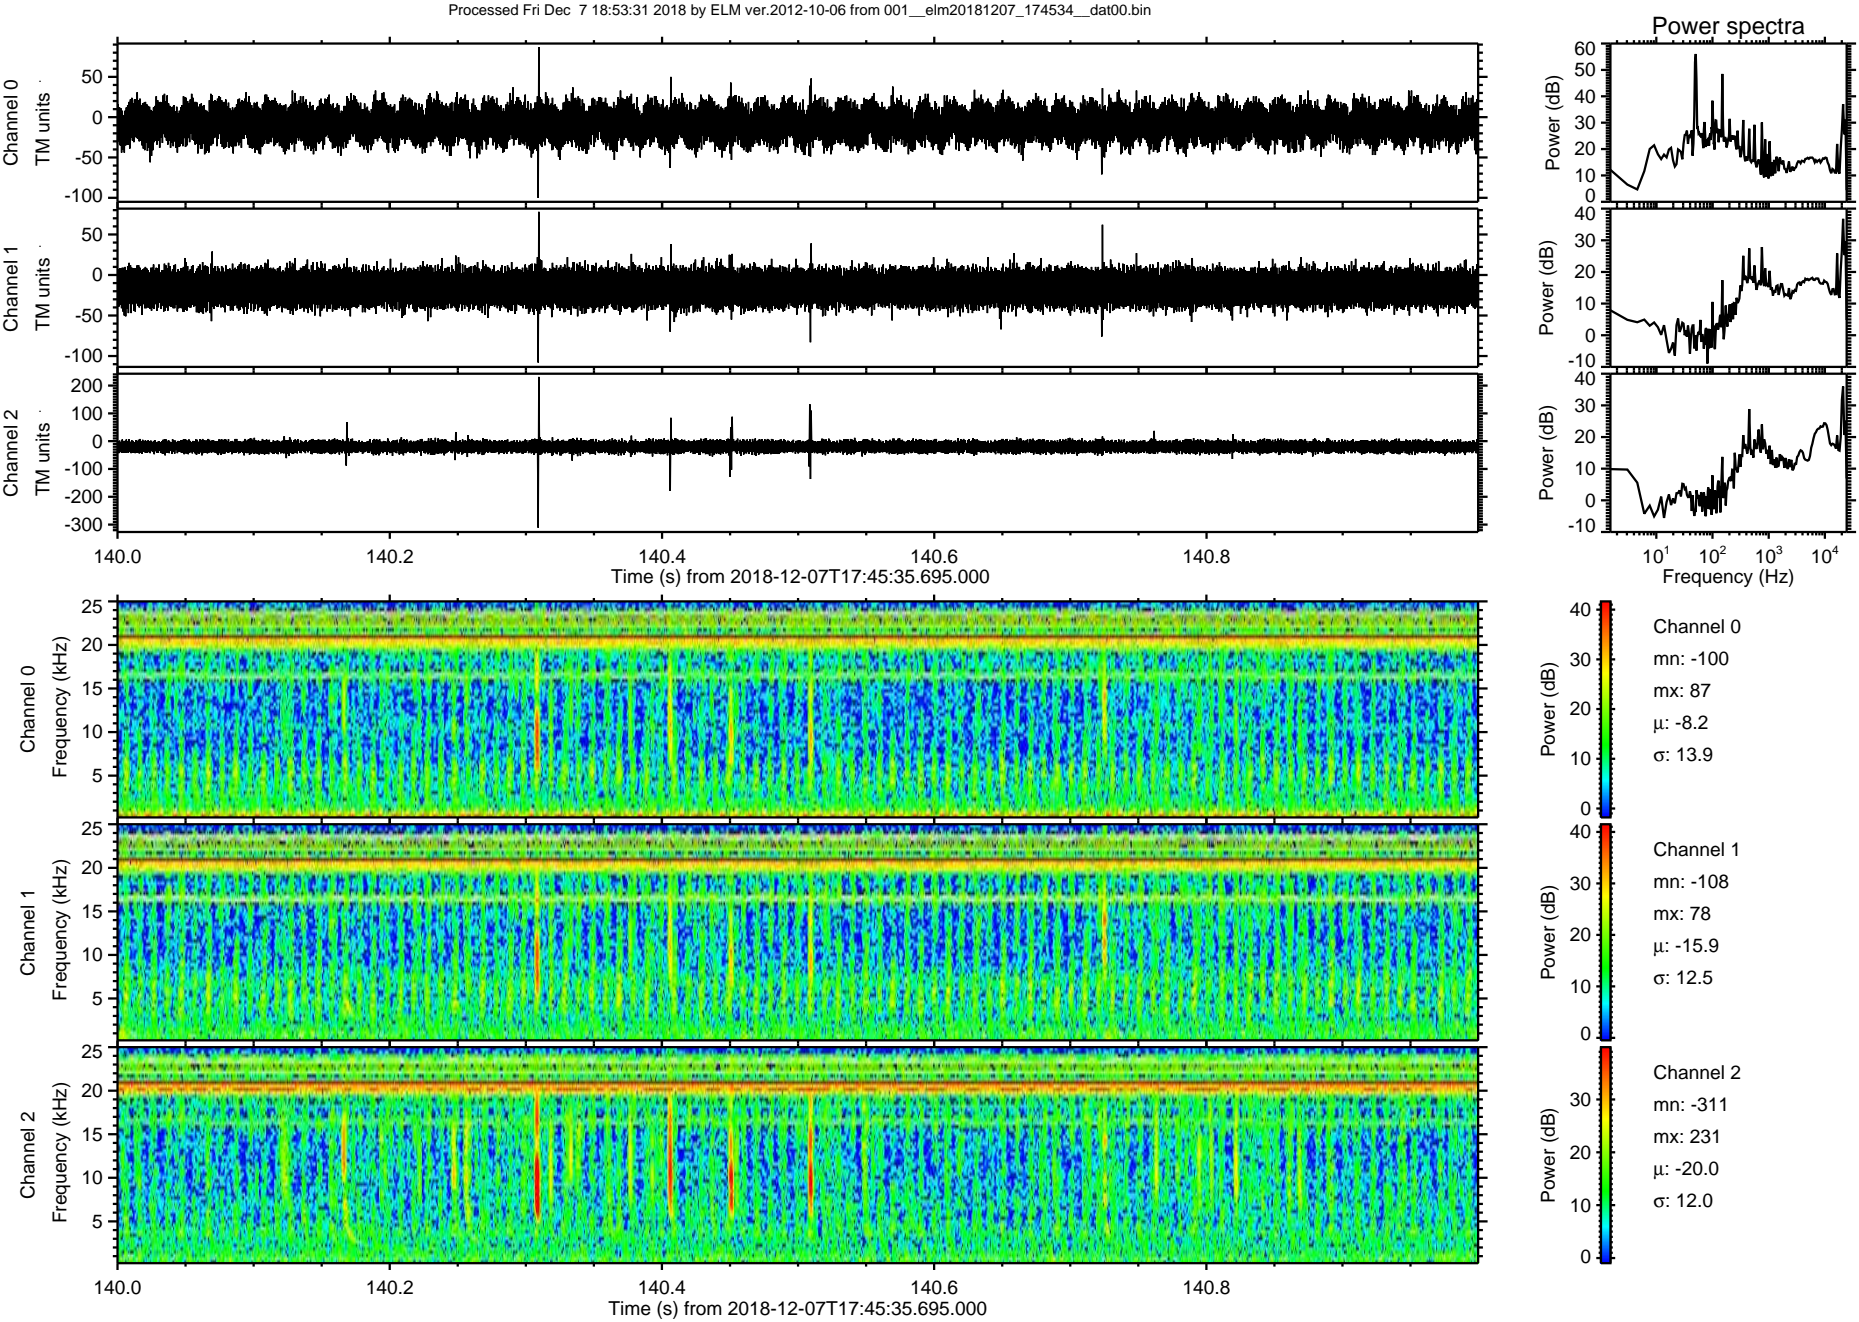 Processed Fri Dec  7 18:53:31 2018 by ELM ver.2012-10-06 from 001__elm20181207_174534__dat00.bin
Power spectra
Channel 0
TM units
50
0
-50
-100
Power (dB)
60
50
40
30
20
10
0
Channel 1
TM units
50
0
-50
-100
Power (dB)
40
30
20
10
0
-10
Channel 2
TM units
200
100
0
-100
-200
-300
Power (dB)
40
30
20
10
0
-10
140.0 140.2 140.4 140.6 140.8
Time (s) from 2018-12-07T17:45:35.695.000
10¹ 10² 10³ 10⁴
Frequency (Hz)
Channel 0
Frequency (kHz)
25
20
15
10
5
Power (dB)
40
30
20
10
0
Channel 0
mn: -100
mx: 87
μ: -8.2
σ: 13.9
Channel 1
Frequency (kHz)
25
20
15
10
5
Power (dB)
40
30
20
10
0
Channel 1
mn: -108
mx: 78
μ: -15.9
σ: 12.5
Channel 2
Frequency (kHz)
25
20
15
10
5
Power (dB)
30
20
10
0
Channel 2
mn: -311
mx: 231
μ: -20.0
σ: 12.0
140.0 140.2 140.4 140.6 140.8
Time (s) from 2018-12-07T17:45:35.695.000